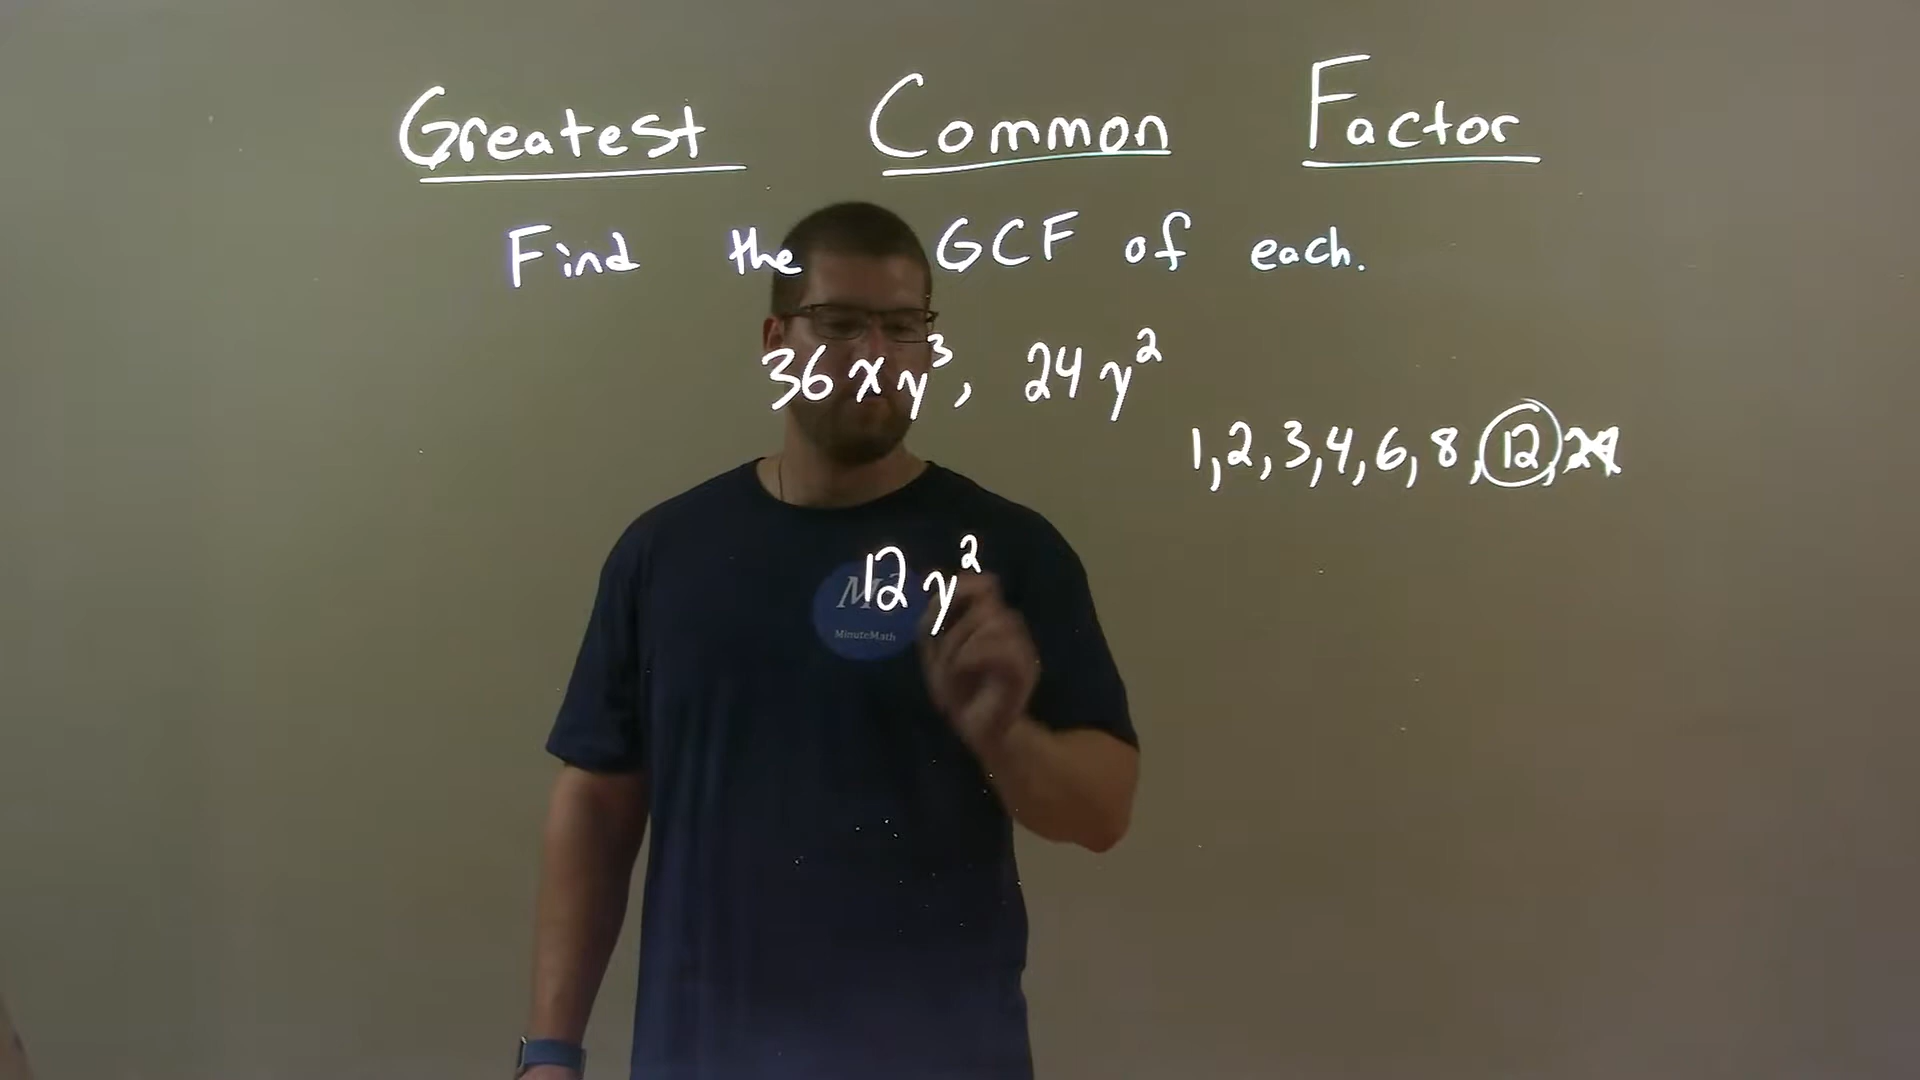 Greatest Common Factor
Find the GCF of each.
36xy³, 24y²
1, 2, 3, 4, 6, 8, 12, 24
12y²
MinuteMath